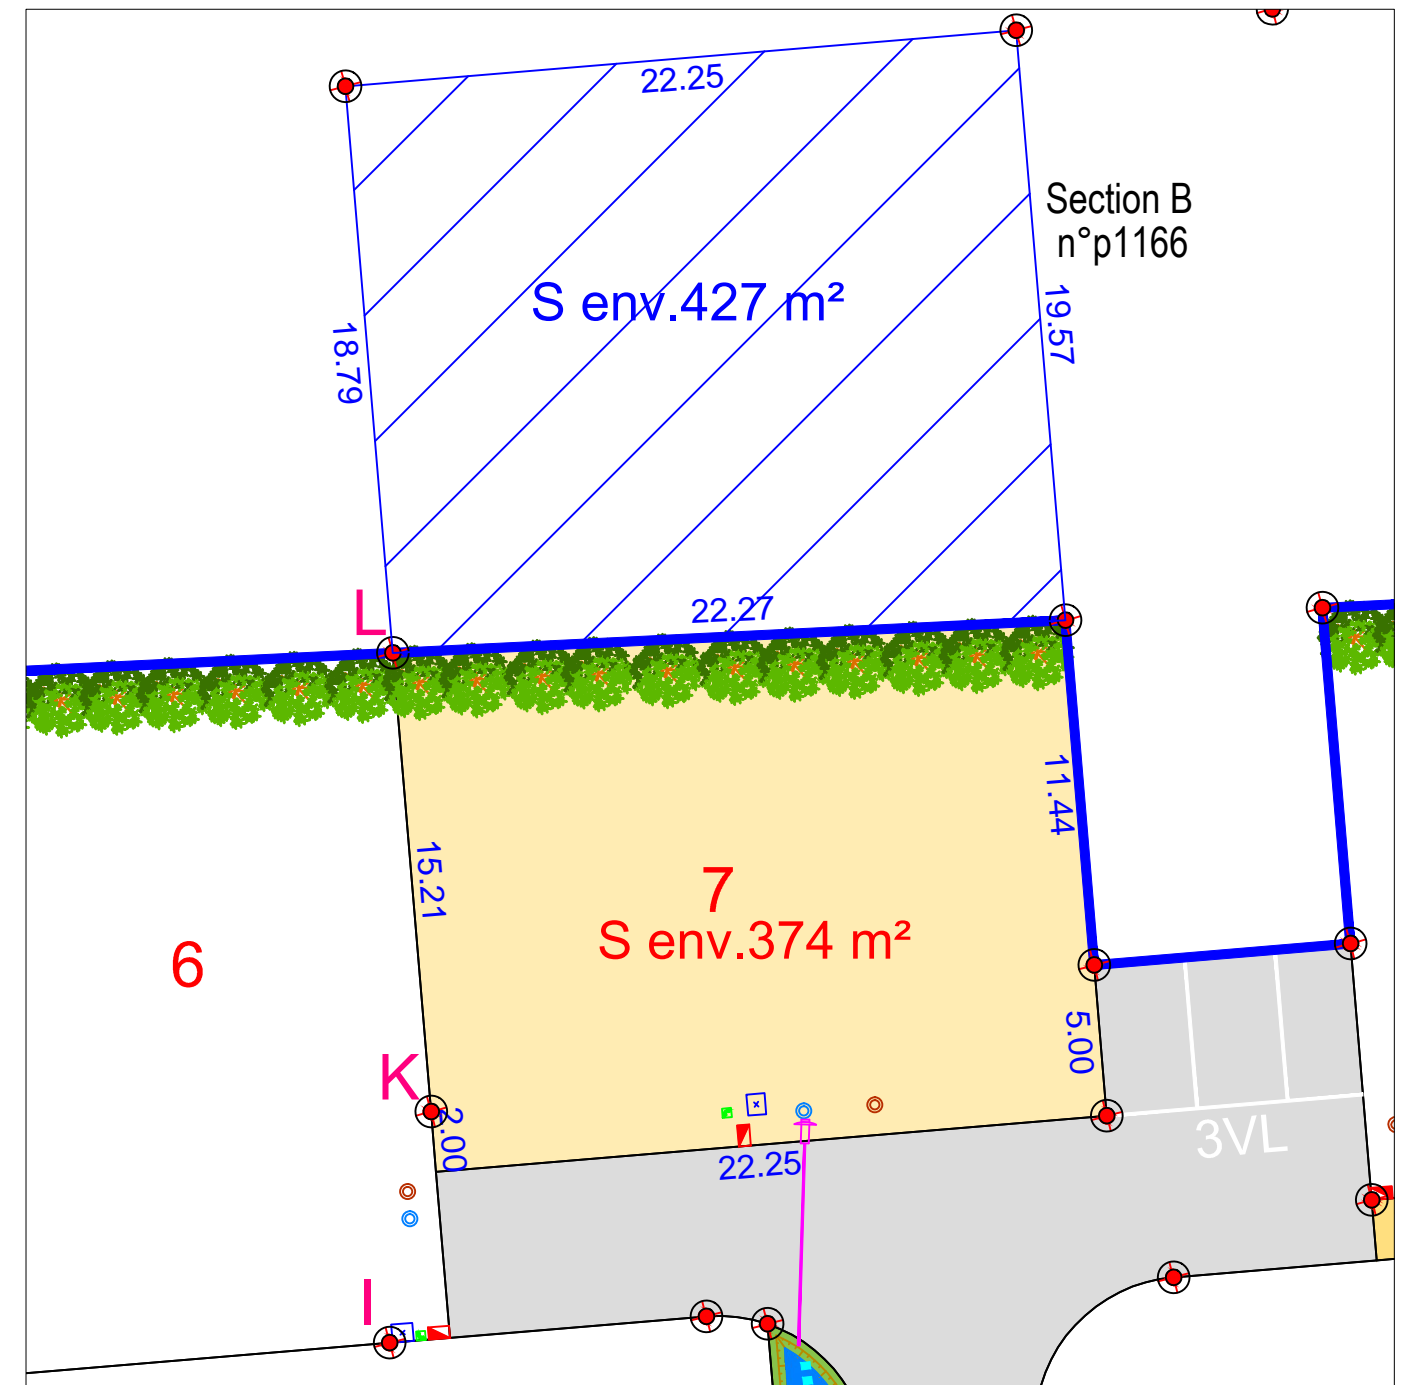 22.25
Section B
n°p1166
S env.427 m²
18.79
19.57
L
22.27
11.44
15.21
7
S env.374 m²
6
5.00
K
2.00
3VL
22.25
I